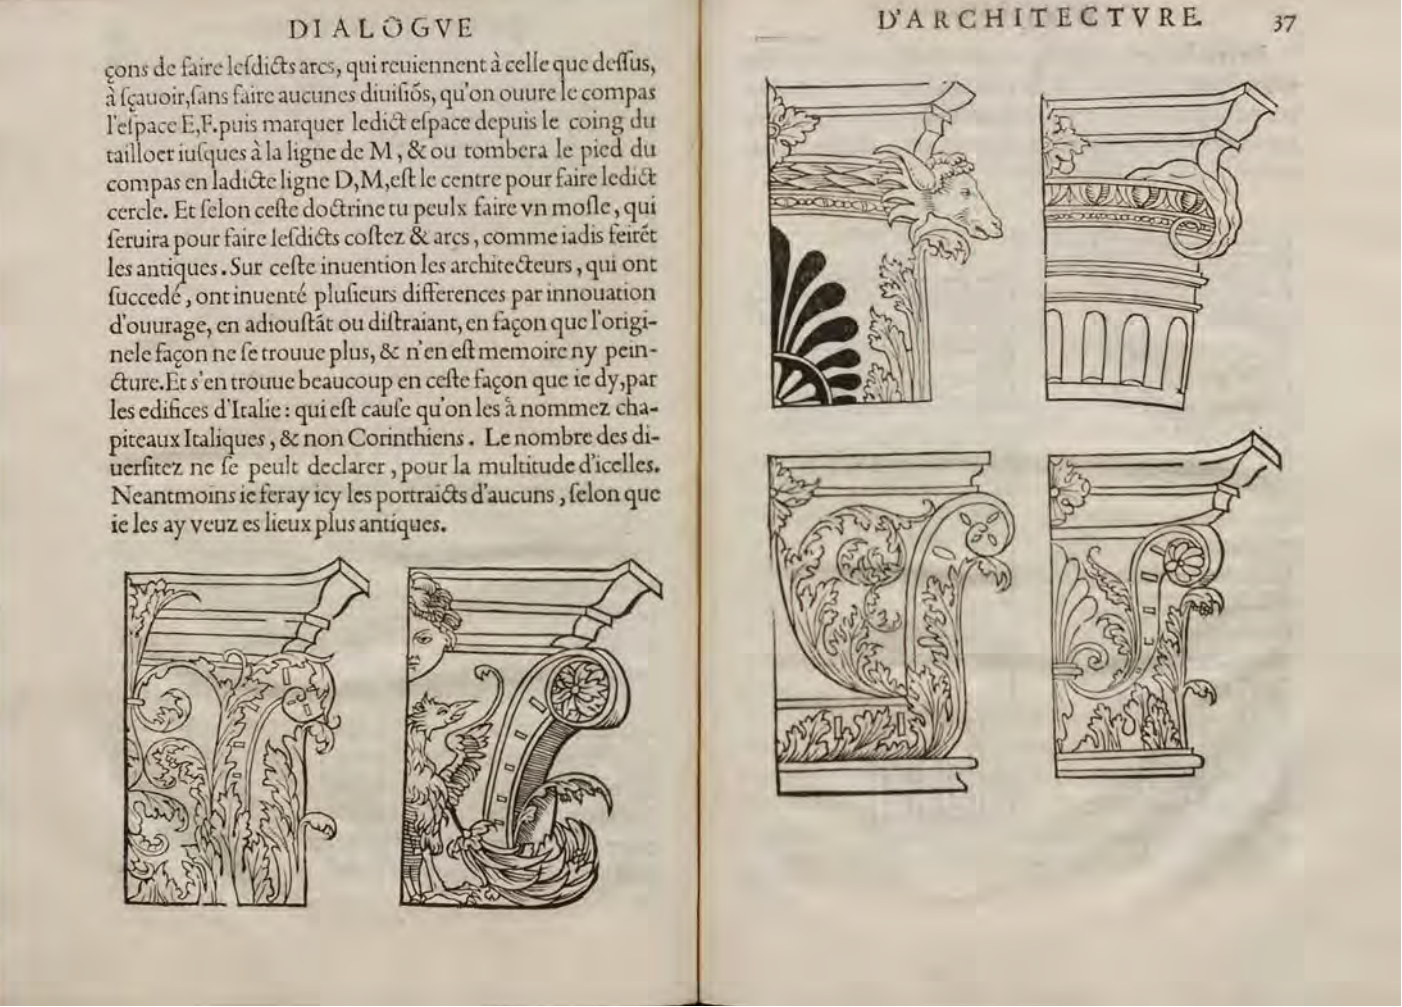 DIALOGVE
çons de faire leſdicts arcs, qui reuiennent à celle que deſſus,
à ſçauoir, ſans faire aucunes diuiſiõs, qu'on ouure le compas
l'eſpace E,F. puis marquer ledict eſpace depuis le coing du
tailloer iuſques à la ligne de M, & ou tombera le pied du
compas en ladicte ligne D,M, eſt le centre pour faire ledict
cercle. Et ſelon ceſte doctrine tu peulx faire vn moſle, qui
ſeruira pour faire leſdicts coſtez & arcs, comme iadis feirẽt
les antiques. Sur ceſte inuention les architecteurs, qui ont
ſuccedé, ont inuenté pluſieurs differences par innouation
d'ouurage, en adiouſtãt ou diſtraiant, en façon que l'origi-
nele façon ne ſe trouue plus, & n'en eſt memoire ny pein-
cture. Et s'en trouue beaucoup en ceſte façon que ie dy, par
les edifices d'Italie : qui eſt cauſe qu'on les à nommez cha-
piteaux Italiques, & non Corinthiens. Le nombre des di-
uerſitez ne ſe peult declarer, pour la multitude d'icelles.
Neantmoins ie feray icy les portraicts d'aucuns, ſelon que
ie les ay veuz es lieux plus antiques.
D'ARCHITECTVRE. 37